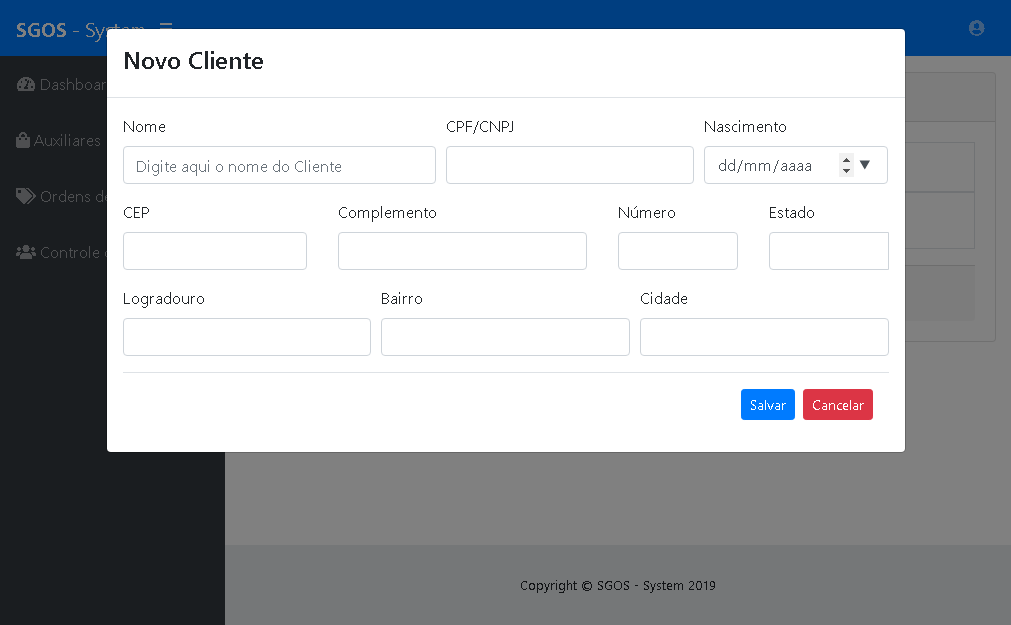 SGOS - System
Novo Cliente
Dashboar
Auxiliares
Ordens de
Controle
Nome CPF/CNPJ Nascimento
Digite aqui o nome do Cliente dd/mm/aaaa
CEP Complemento Número Estado
Logradouro Bairro Cidade
Salvar Cancelar
Copyright © SGOS - System 2019